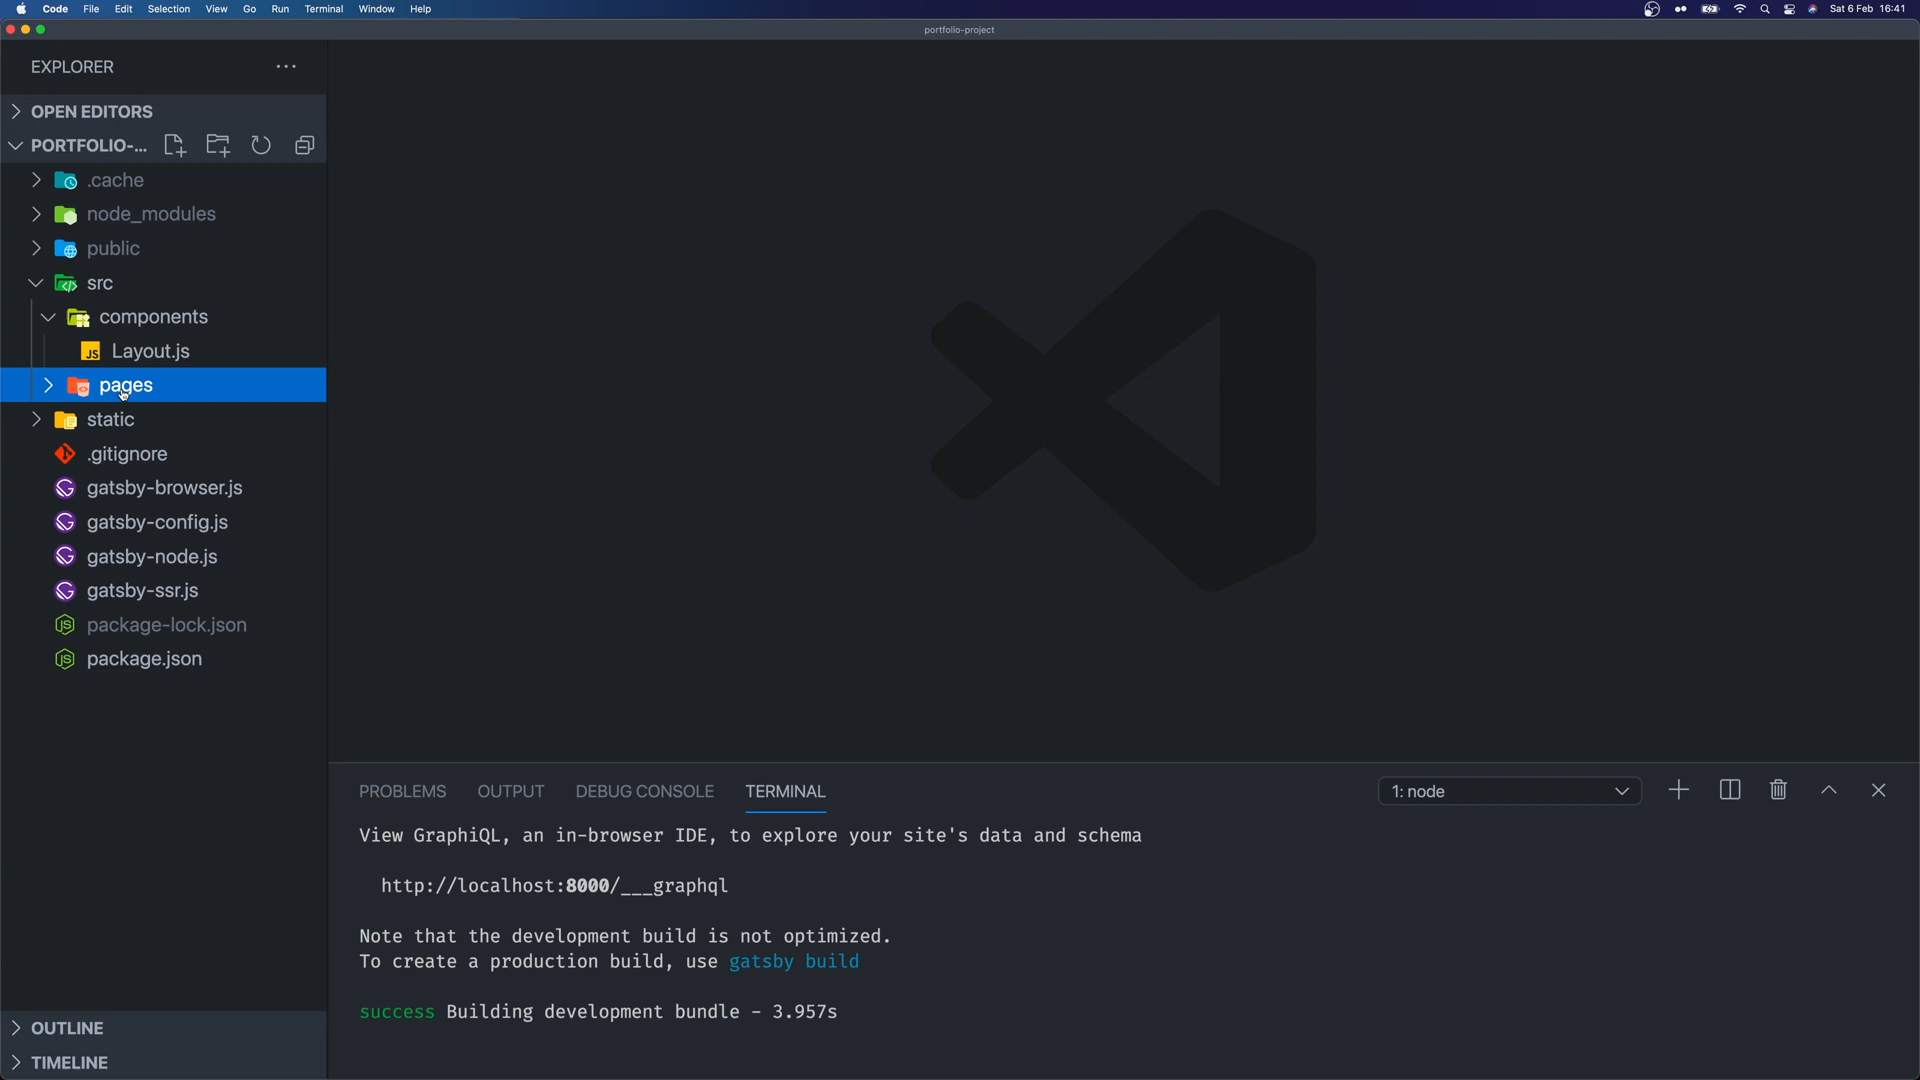 Code File Edit Selection View Go Run Terminal Window Help Sat 6 Feb 16:41
portfolio-project
EXPLORER
OPEN EDITORS
PORTFOLIO-...
.cache
node_modules
public
src
components
JS Layout.js
pages
static
.gitignore
gatsby-browser.js
gatsby-config.js
gatsby-node.js
gatsby-ssr.js
package-lock.json
package.json
OUTLINE
TIMELINE
PROBLEMS OUTPUT DEBUG CONSOLE TERMINAL 1: node
View GraphiQL, an in-browser IDE, to explore your site's data and schema
http://localhost:8000/___graphql
Note that the development build is not optimized.
To create a production build, use gatsby build
success Building development bundle - 3.957s